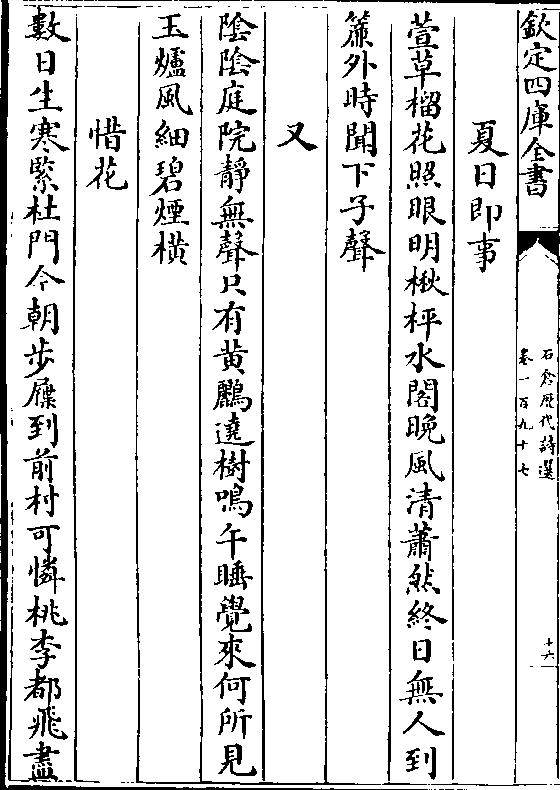 欽定四庫全書
石倉歷代詩選
卷一百九十七
十六
夏日即事
萱草榴花照眼明楸枰水閣晩風清蕭然終日無人到
簾外時聞下子聲
又
陰陰庭院靜無聲只有黄鸝遶樹鳴午睡覺來何所見
玉爐風細碧煙横
惜花
數日生寒緊杜門今朝步屧到前村可憐桃李都飛盡